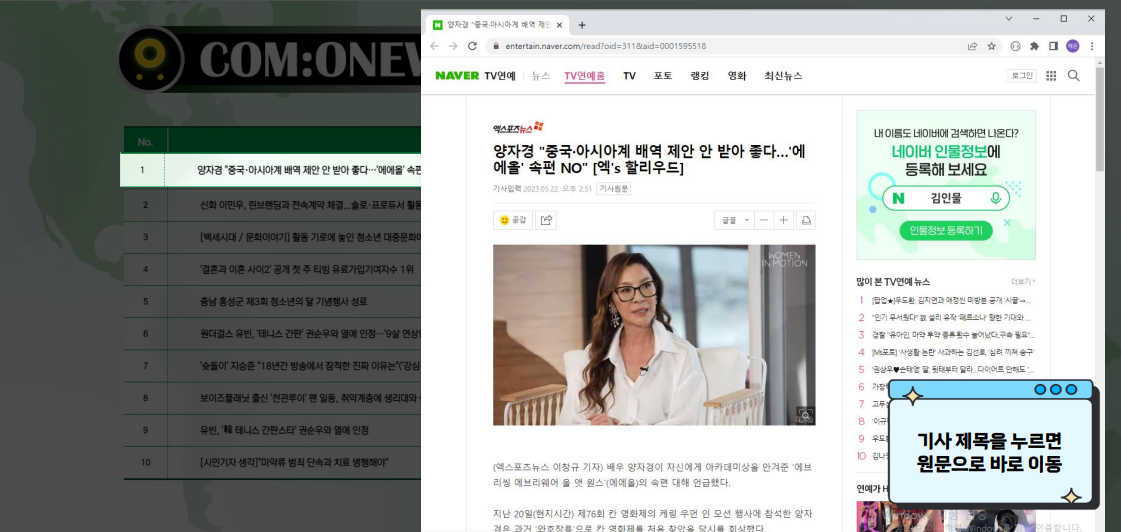 COM:ONEW
No.
1 양자경 "중국·아시아계 배역 제안 안 받아 좋다…'에에올' 속편
2 신화 이민우, 린브랜딩과 전속계약 체결...솔로·프로듀서 활동
3 [백세시대 / 문화이야기] 활동 기로에 놓인 청소년 대중문화
4 '결혼과 이혼 사이2' 공개 첫 주 티빙 유료가입기여자수 1위
5 충남 홍성군 제3회 청소년의 달 기념행사 성료
6 원더걸스 유빈, '테니스 간판' 권순우와 열애 인정…"9살 연상
7 '슛돌이' 지승준 "18년간 방송에서 잠적한 진짜 이유는"('강심
8 보이즈플래닛 출신 '천관루이' 팬 일동, 취약계층에 생리대와
9 유빈, '韓 테니스 간판스타' 권순우와 열애 인정
10 [시민기자 생각]"마약류 범죄 단속과 치료 병행해야"
양자경 "중국·아시아계 배역 제안
entertain.naver.com/read?oid=311&aid=0001595518
NAVER TV연예 뉴스 TV연예홈 TV 포토 랭킹 영화 최신뉴스 로그인
엑스포츠뉴스
양자경 "중국·아시아계 배역 제안 안 받아 좋다…'에
에올' 속편 NO" [엑's 할리우드]
기사입력 2023.05.22. 오후 2:51 기사원문
공감 글꼴
WOMEN
IN MOTION
(엑스포츠뉴스 이창규 기자) 배우 양자경이 자신에게 아카데미상을 안겨준 '에브
리씽 에브리웨어 올 앳 원스'(에에올)의 속편 대해 언급했다.
지난 20일(현지시간) 제76회 칸 영화제의 케링 우먼 인 모션 행사에 참석한 양자
경은 과거 '와호장룡'으로 칸 영화제를 처음 찾았을 당시를 회상했다.
내 이름도 네이버에 검색하면 나온다?
네이버 인물정보에
등록해 보세요
N 김인물
인물정보 등록하기
많이 본 TV연예 뉴스 더보기
1 [팝업★]우도환, 김지연과 애정씬 미방분 공개 '시끌→...
2 "인기 무서웠다" 故 설리 유작 '페르소나' 향한 기대와 ...
3 경찰 "유아인, 마약 투약 종류·횟수 늘어났다..구속 필요"...
4 [Ms포토] '사생활 논란' 사과하는 김선호, '심려 끼쳐 송구'
5 '권상우♥손태영' 딸, 뒷태부터 달라...다이어트 안해도 '...
6
7
8
9
10
연예가
기사 제목을 누르면
원문으로 바로 이동